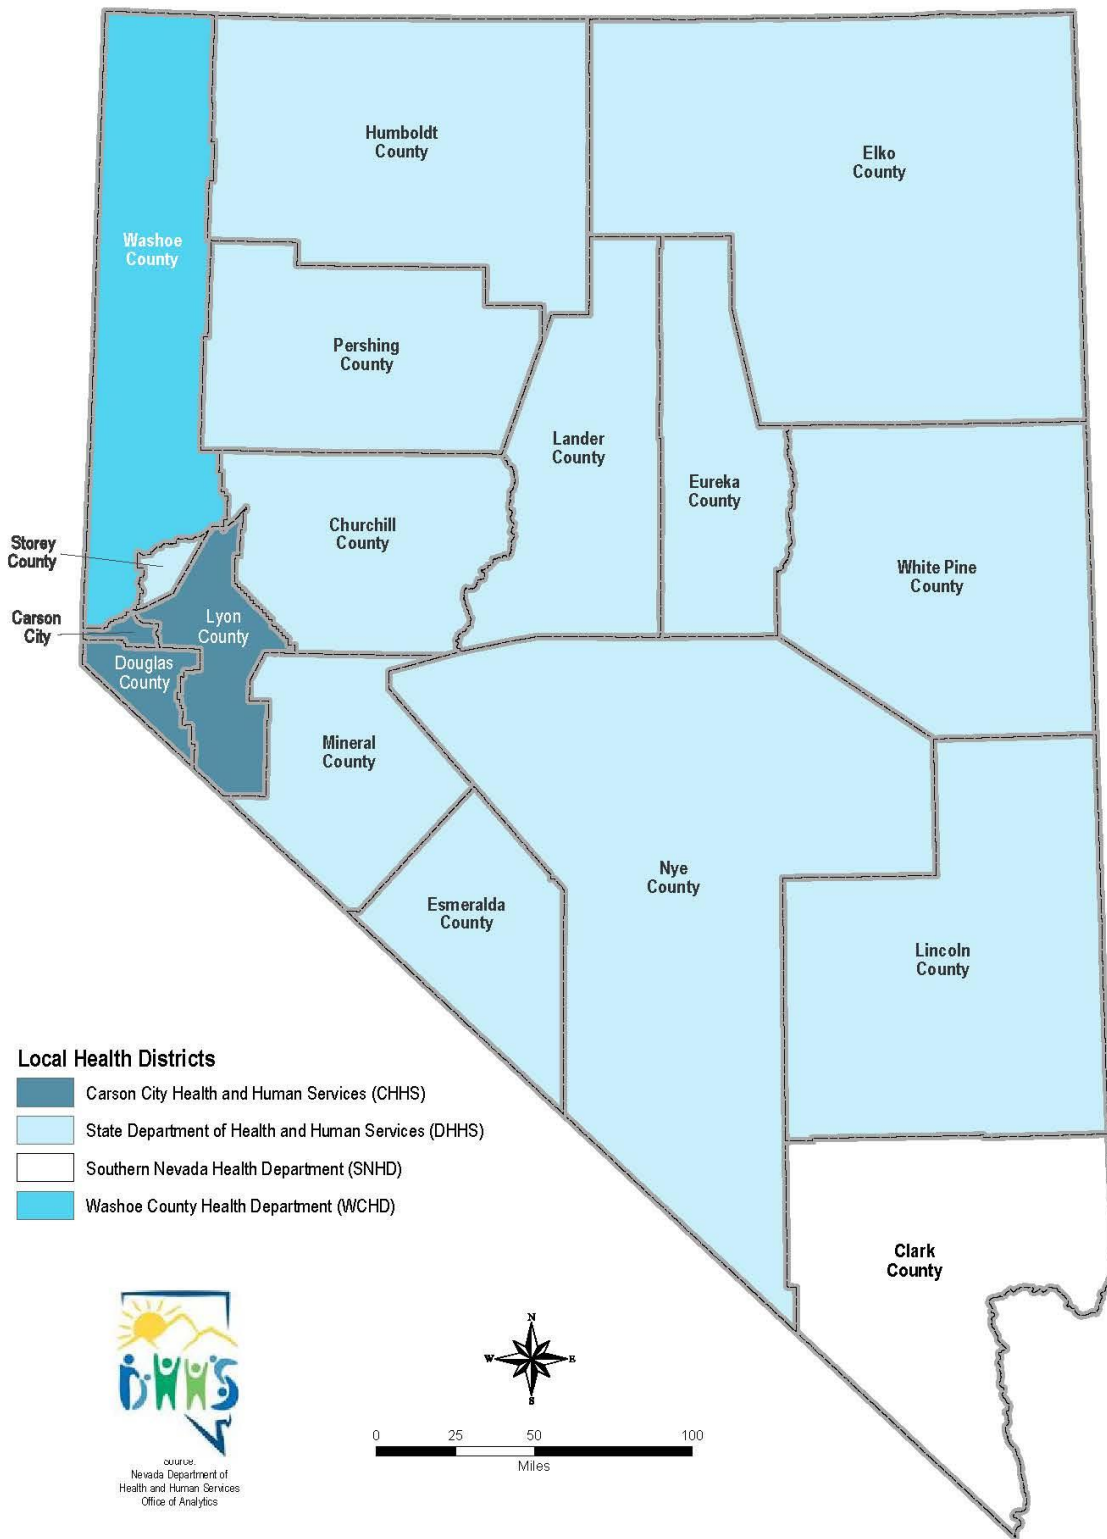 Humboldt
County
Elko
County
Washoe
County
Pershing
County
Lander
County
Eureka
County
Churchill
County
Storey
County
White Pine
County
Carson
City
Lyon
County
Douglas
County
Mineral
County
Nye
County
Esmeralda
County
Lincoln
County
Local Health Districts
Carson City Health and Human Services (CHHS)
State Department of Health and Human Services (DHHS)
Southern Nevada Health Department (SNHD)
Washoe County Health Department (WCHD)
Clark
County
DHHS
N
W
E
S
0
25
50
100
Miles
Source:
Nevada Department of
Health and Human Services
Office of Analytics